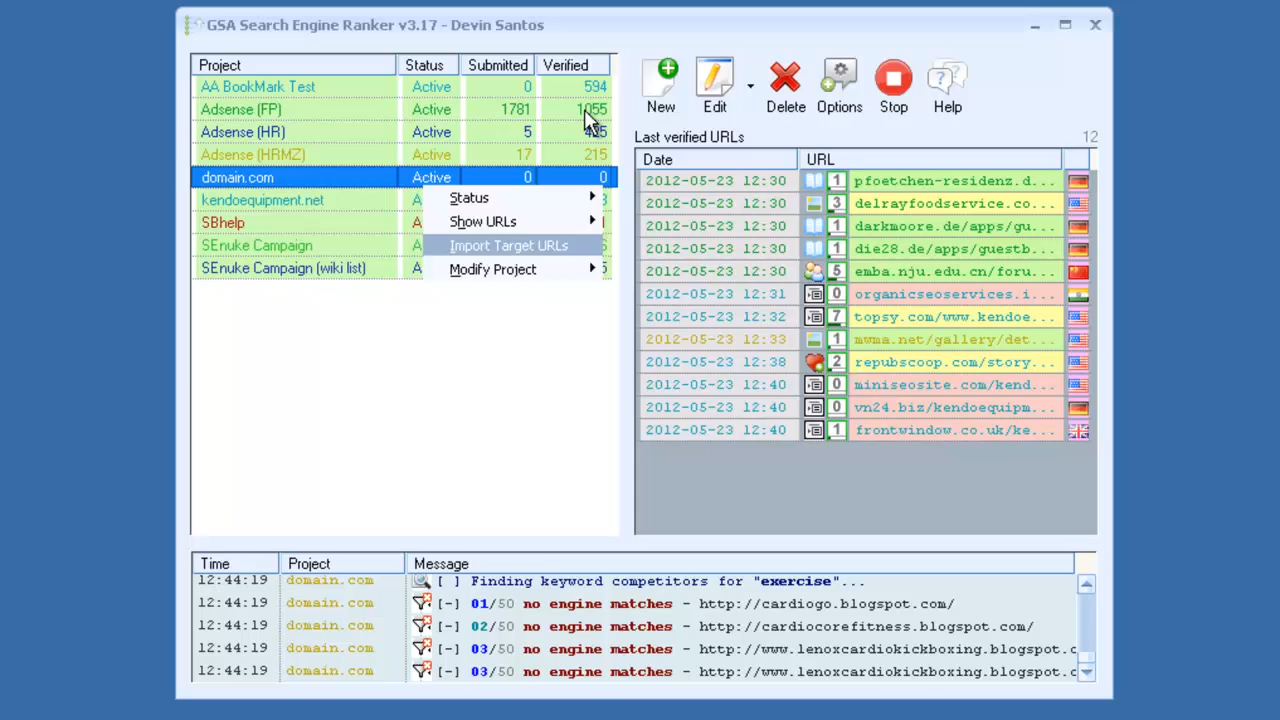 GSA Search Engine Ranker v3.17 - Devin Santos
Project Status Submitted Verified
AA BookMark Test Active 0 594
Adsense (FP) Active 1781 1055
Adsense (HR) Active 5
Adsense (HRMZ) Active 17 215
domain.com Active 0 0
kendoequipment.net
SBhelp
SEnuke Campaign
SEnuke Campaign (wiki list)
Status
Show URLs
Import Target URLs
Modify Project
New Edit Delete Options Stop Help
Last verified URLs 12
Date URL
2012-05-23 12:30 1 pfoetchen-residenz.d...
2012-05-23 12:30 3 delrayfoodservice.co...
2012-05-23 12:30 1 darkmoore.de/apps/gu...
2012-05-23 12:30 1 die28.de/apps/guestb...
2012-05-23 12:30 5 emba.nju.edu.cn/foru...
2012-05-23 12:31 0 organicseoservices.i...
2012-05-23 12:32 7 topsy.com/www.kendoe...
2012-05-23 12:33 1 mwma.net/gallery/det...
2012-05-23 12:38 2 repubscoop.com/story...
2012-05-23 12:40 0 miniseosite.com/kend...
2012-05-23 12:40 0 vn24.biz/kendoequipm...
2012-05-23 12:40 1 frontwindow.co.uk/ke...
Time Project Message
12:44:19 domain.com [ ] Finding keyword competitors for "exercise"...
12:44:19 domain.com [-] 01/50 no engine matches - http://cardiogo.blogspot.com/
12:44:19 domain.com [-] 02/50 no engine matches - http://cardiocorefitness.blogspot.com/
12:44:19 domain.com [-] 03/50 no engine matches - http://www.lenoxcardiokickboxing.blogspot.c
12:44:19 domain.com [-] 03/50 no engine matches - http://www.lenoxcardiokickboxing.blogspot.c